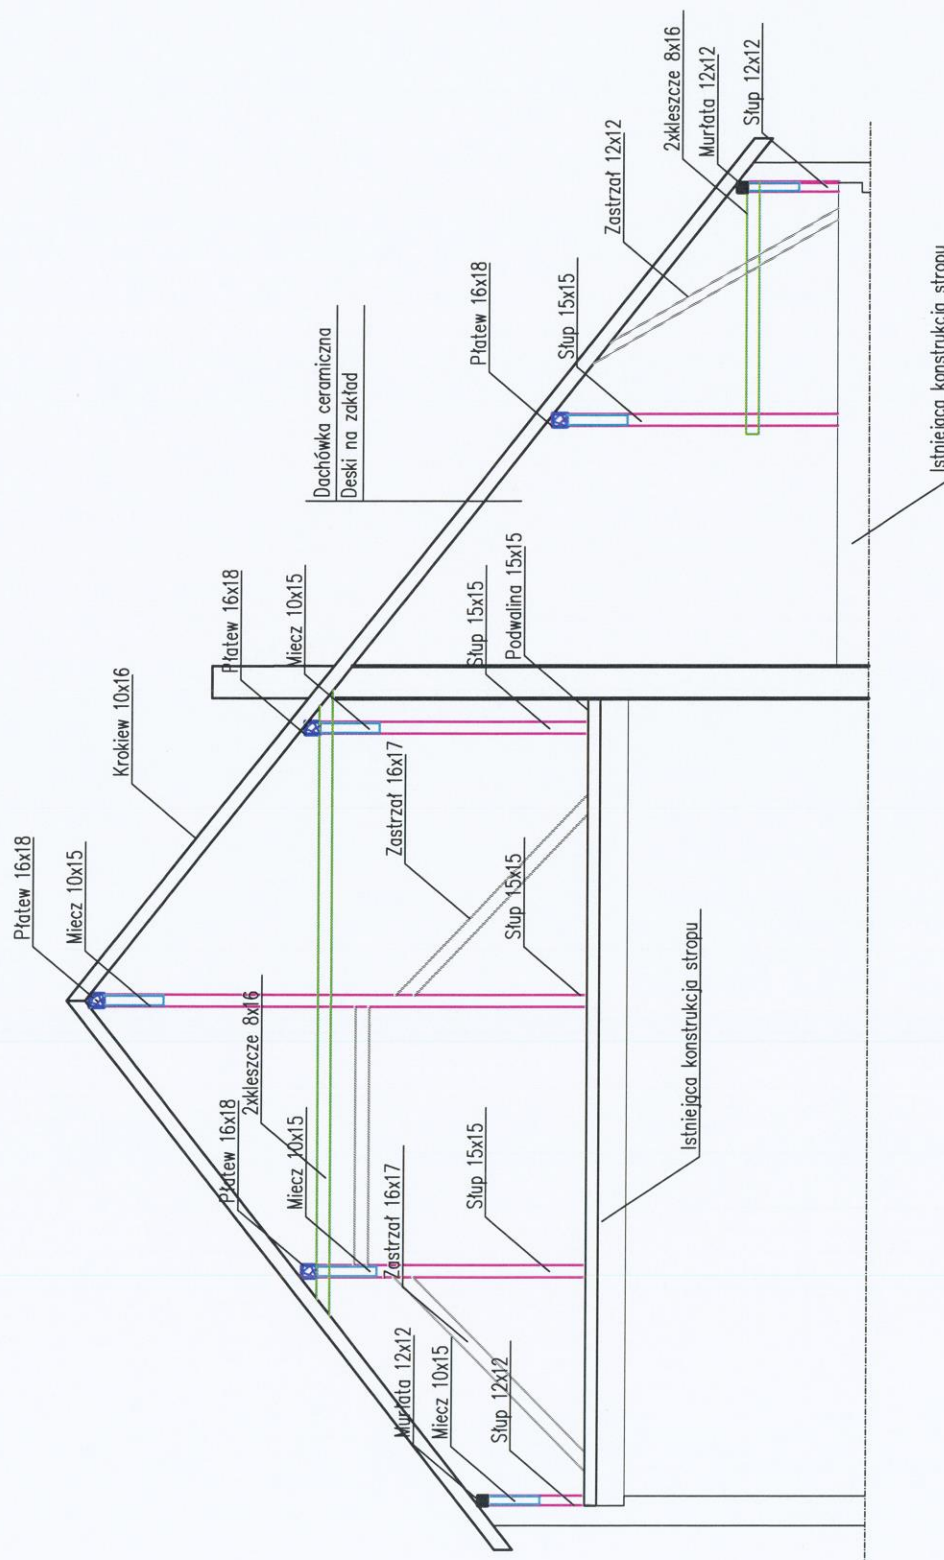 Płatew 16x18
Miecz 10x15
Krokiew 10x16
Płatew 16x18
Miecz 10x15
Dachówka ceramiczna
Deski na zakład
Płatew 16x18
Słup 15x15
Zastrzał 12x12
2xkleszcze 8x16
Murłata 12x12
Słup 12x12
Płatew 16x18
2xkleszcze 8x16
Miecz 10x15
Zastrzał 16x17
Słup 15x15
Podwalina 15x15
Murłata 12x12
Miecz 10x15
Słup 12x12
Zastrzał 16x17
Słup 15x15
Słup 15x15
Istniejąca konstrukcja stropu
Istniejąca konstrukcja stropu